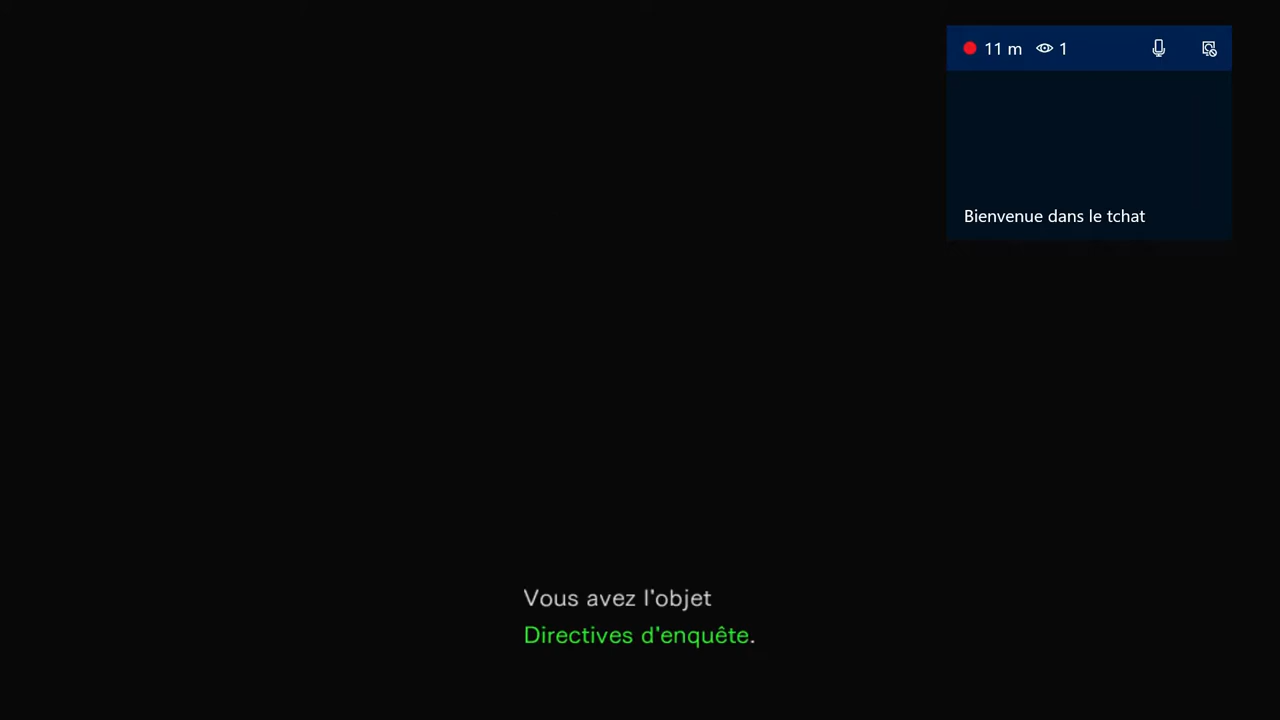 11 m 1
Bienvenue dans le tchat
Vous avez l'objet
Directives d'enquête.